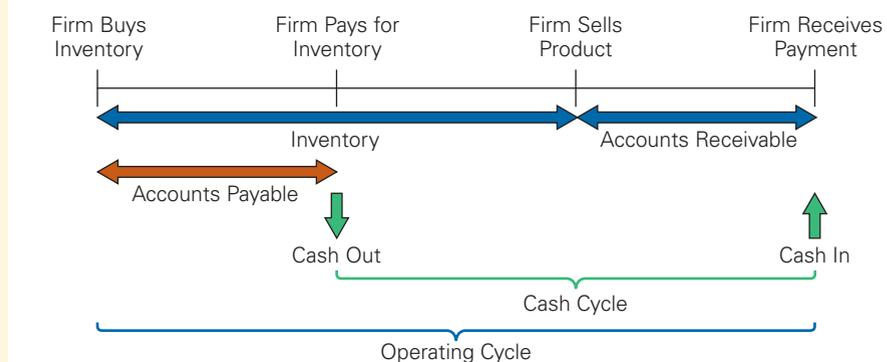 Firm Buys
Inventory
Firm Pays for
Inventory
Firm Sells
Product
Firm Receives
Payment
Inventory
Accounts Receivable
Accounts Payable
Cash Out
Cash In
Cash Cycle
Operating Cycle